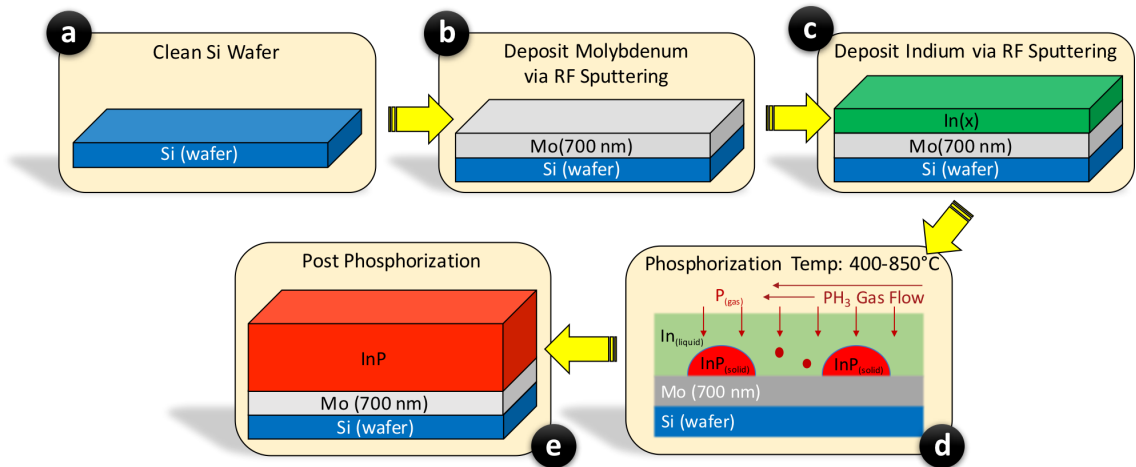 a
Clean Si Wafer
Si (wafer)
b
Deposit Molybdenum
via RF Sputtering
Mo(700 nm)
Si (wafer)
c
Deposit Indium via RF Sputtering
In(x)
Mo(700 nm)
Si (wafer)
d
Phosphorization Temp: 400-850°C
P(gas)
PH3 Gas Flow
In(liquid)
InP(solid)
InP(solid)
Mo (700 nm)
Si (wafer)
e
Post Phosphorization
InP
Mo (700 nm)
Si (wafer)